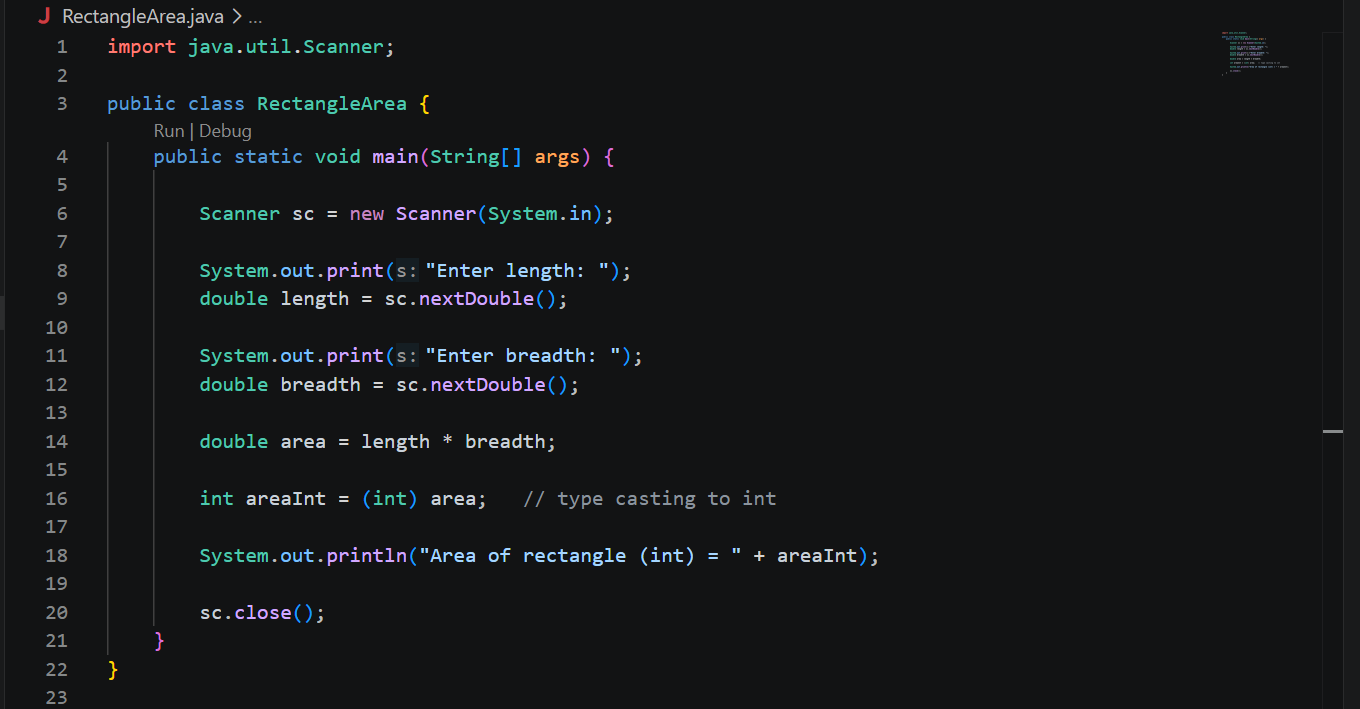 J RectangleArea.java > ...
1 import java.util.Scanner;
2
3 public class RectangleArea {
Run | Debug
4 public static void main(String[] args) {
5
6 Scanner sc = new Scanner(System.in);
7
8 System.out.print(s: "Enter length: ");
9 double length = sc.nextDouble();
10
11 System.out.print(s: "Enter breadth: ");
12 double breadth = sc.nextDouble();
13
14 double area = length * breadth;
15
16 int areaInt = (int) area;   // type casting to int
17
18 System.out.println("Area of rectangle (int) = " + areaInt);
19
20 sc.close();
21 }
22 }
23